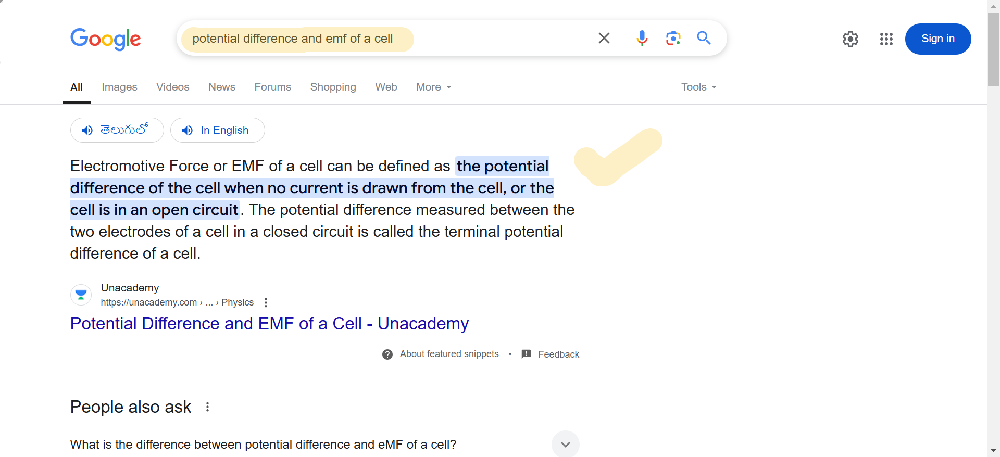 Google
potential difference and emf of a cell
Sign in
All Images Videos News Forums Shopping Web More Tools
తెలుగులో In English
Electromotive Force or EMF of a cell can be defined as the potential
difference of the cell when no current is drawn from the cell, or the
cell is in an open circuit. The potential difference measured between the
two electrodes of a cell in a closed circuit is called the terminal potential
difference of a cell.
Unacademy
https://unacademy.com › ... › Physics
Potential Difference and EMF of a Cell - Unacademy
About featured snippets • Feedback
People also ask
What is the difference between potential difference and eMF of a cell?